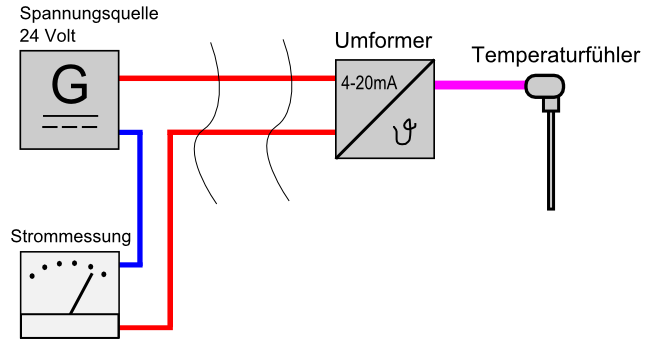 Spannungsquelle
24 Volt
G
Umformer
4-20mA
ϑ
Temperaturfühler
Strommessung